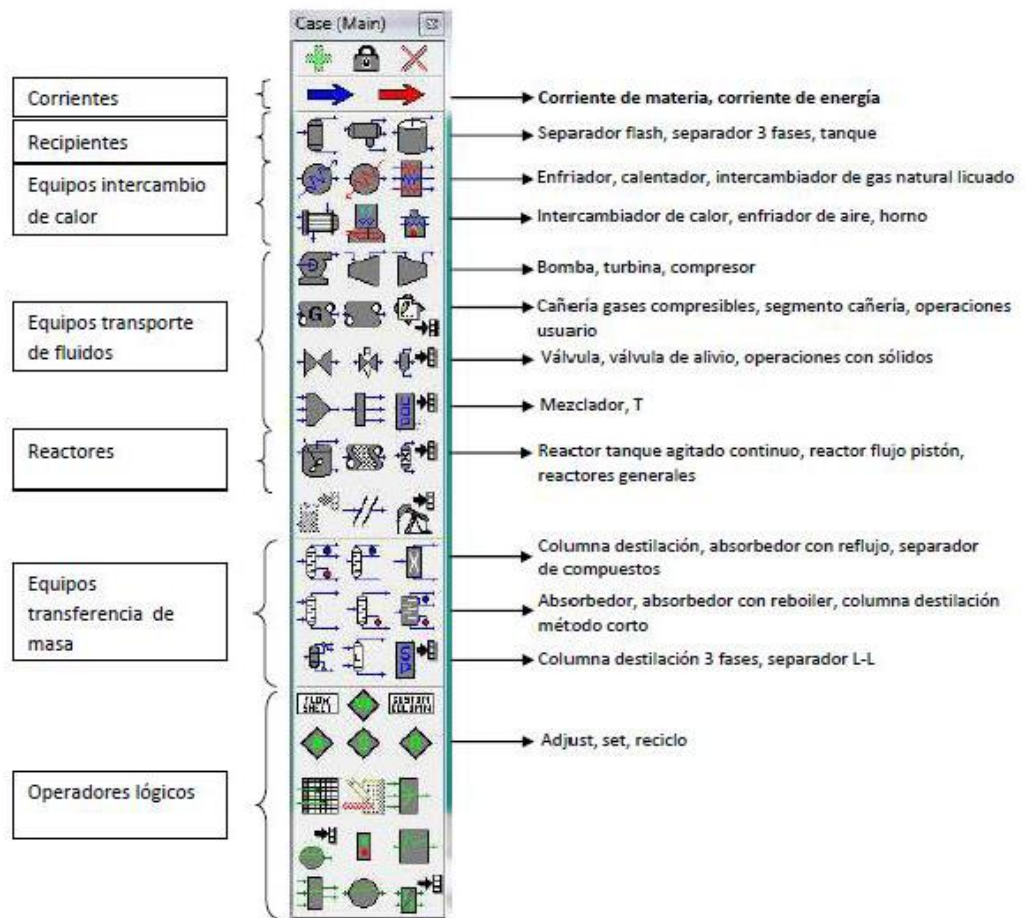 Case (Main)
Corrientes
Corriente de materia, corriente de energía
Recipientes
Separador flash, separador 3 fases, tanque
Equipos intercambio
de calor
Enfriador, calentador, intercambiador de gas natural licuado
Intercambiador de calor, enfriador de aire, horno
Equipos transporte
de fluidos
Bomba, turbina, compresor
G
Cañería gases compresibles, segmento cañería, operaciones
usuario
Válvula, válvula de alivio, operaciones con sólidos
Mezclador, T
Reactores
Reactor tanque agitado continuo, reactor flujo pistón,
reactores generales
Equipos
transferencia de
masa
Columna destilación, absorbedor con reflujo, separador
de compuestos
Absorbedor, absorbedor con reboiler, columna destilación
método corto
Columna destilación 3 fases, separador L-L
Operadores lógicos
FLOW
SHEET
CUSTOM
COLUMN
Adjust, set, reciclo